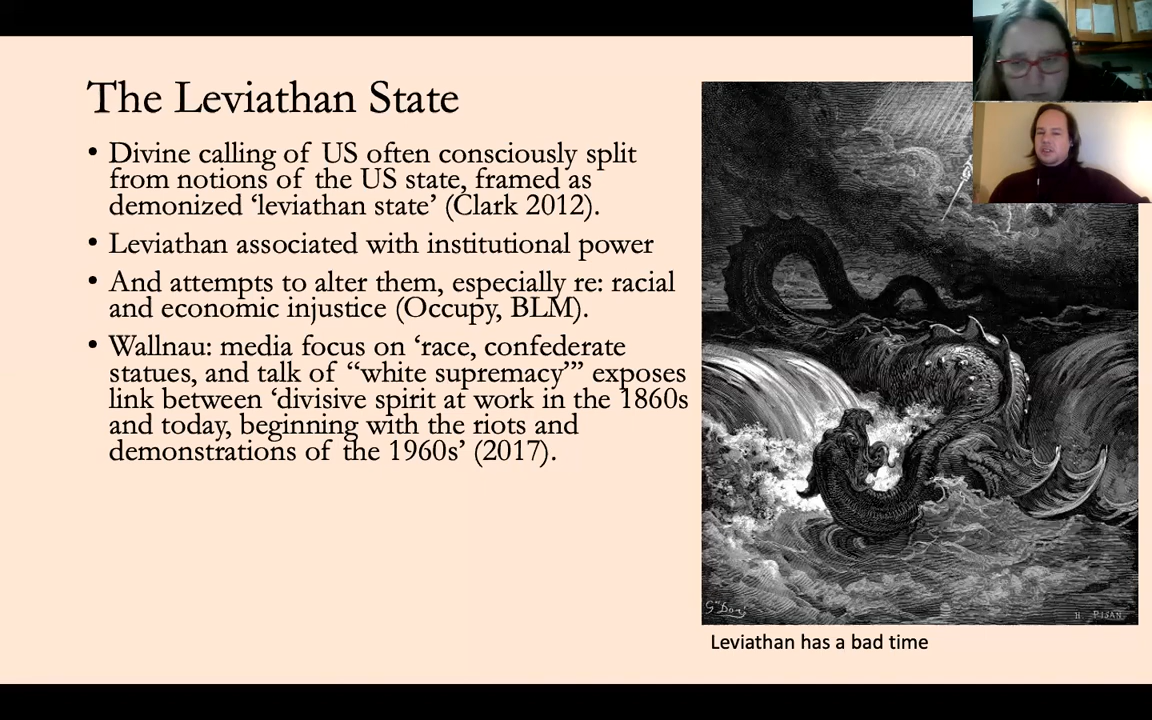 The Leviathan State
• Divine calling of US often consciously split
from notions of the US state, framed as
demonized ‘leviathan state’ (Clark 2012).
• Leviathan associated with institutional power
• And attempts to alter them, especially re: racial
and economic injustice (Occupy, BLM).
• Wallnau: media focus on ‘race, confederate
statues, and talk of “white supremacy”’ exposes
link between ‘divisive spirit at work in the 1860s
and today, beginning with the riots and
demonstrations of the 1960s’ (2017).
G Doré
H. PISAN
Leviathan has a bad time